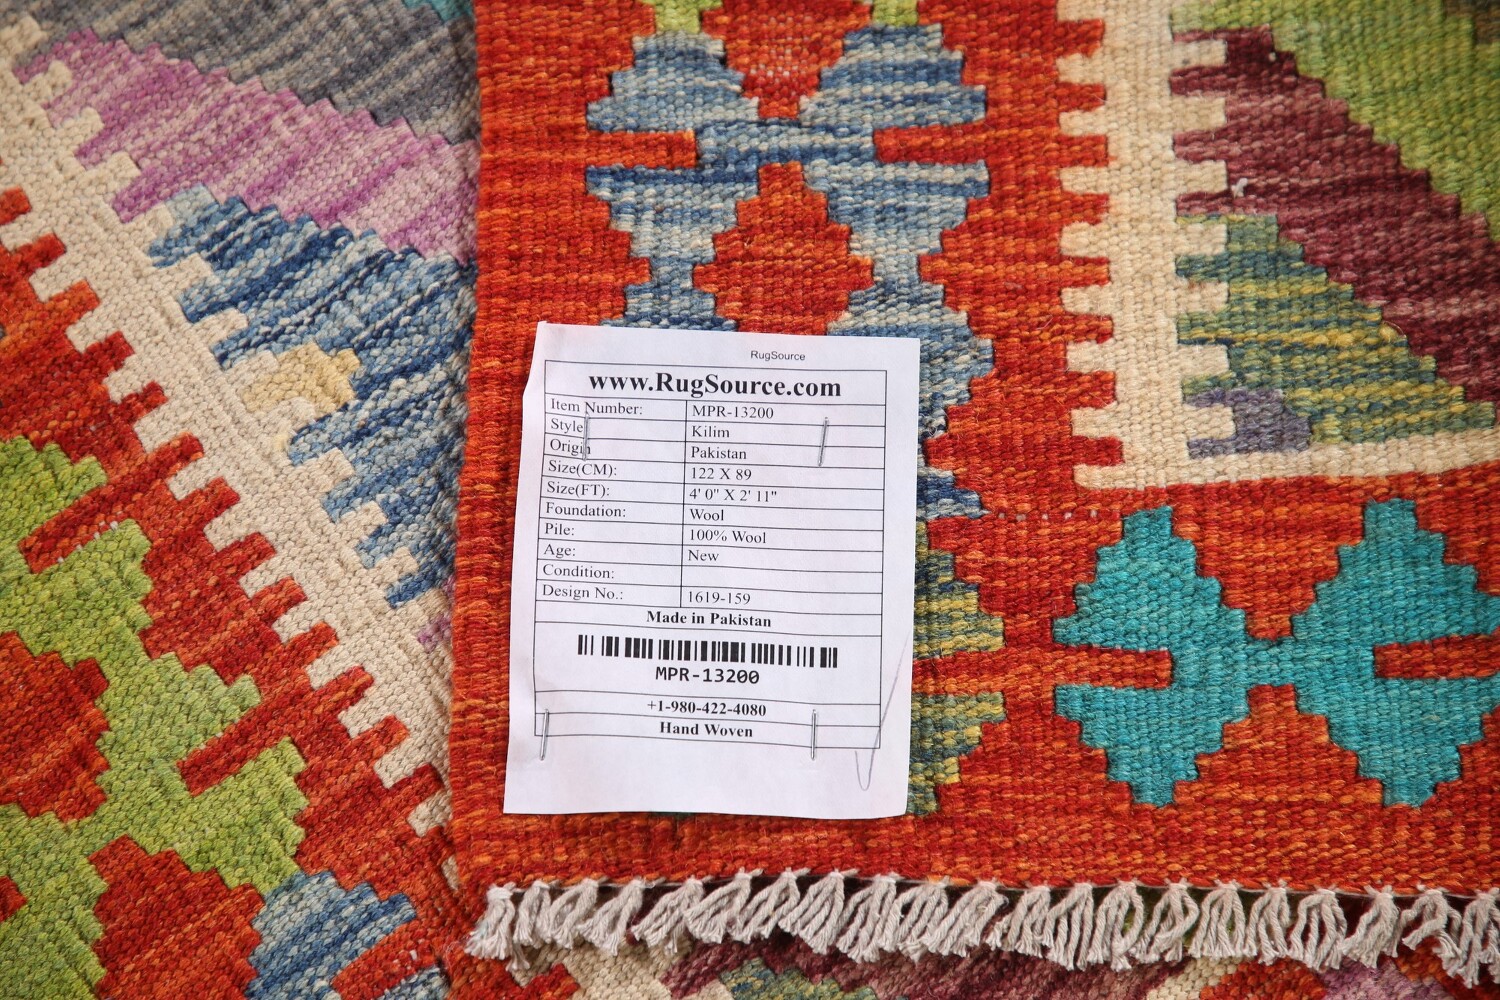 RugSource
www.RugSource.com
Item Number: MPR-13200
Style Kilim
Origin Pakistan
Size(CM): 122 X 89
Size(FT): 4' 0" X 2' 11"
Foundation: Wool
Pile: 100% Wool
Age: New
Condition:
Design No.: 1619-159
Made in Pakistan
MPR-13200
+1-980-422-4080
Hand Woven